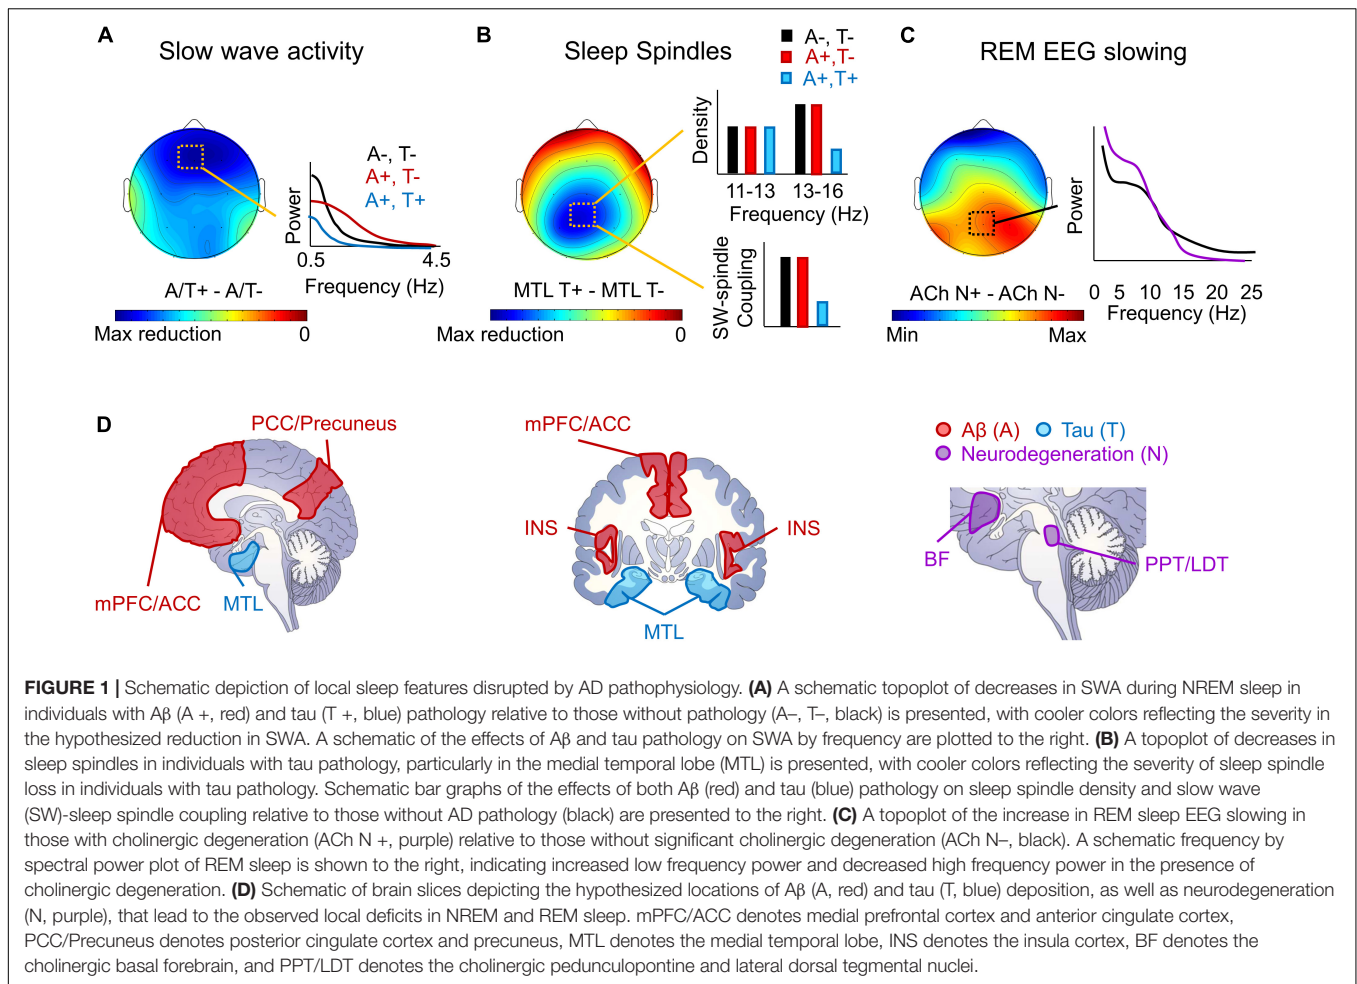 A
Slow wave activity
A-, T-
A+, T-
A+, T+
Power
0.5
4.5
Frequency (Hz)
A/T+ - A/T-
Max reduction
0
B
Sleep Spindles
A-, T-
A+,T-
A+,T+
Density
11-13
13-16
Frequency (Hz)
SW-spindle
Coupling
MTL T+ - MTL T-
Max reduction
0
C
REM EEG slowing
Power
0 5 10 15 20 25
Frequency (Hz)
ACh N+ - ACh N-
Min
Max
D
PCC/Precuneus
mPFC/ACC
MTL
mPFC/ACC
INS
INS
MTL
Aβ (A)
Tau (T)
Neurodegeneration (N)
BF
PPT/LDT
FIGURE 1 | Schematic depiction of local sleep features disrupted by AD pathophysiology. (A) A schematic topoplot of decreases in SWA during NREM sleep in
individuals with Aβ (A +, red) and tau (T +, blue) pathology relative to those without pathology (A–, T–, black) is presented, with cooler colors reflecting the severity in
the hypothesized reduction in SWA. A schematic of the effects of Aβ and tau pathology on SWA by frequency are plotted to the right. (B) A topoplot of decreases in
sleep spindles in individuals with tau pathology, particularly in the medial temporal lobe (MTL) is presented, with cooler colors reflecting the severity of sleep spindle
loss in individuals with tau pathology. Schematic bar graphs of the effects of both Aβ (red) and tau (blue) pathology on sleep spindle density and slow wave
(SW)-sleep spindle coupling relative to those without AD pathology (black) are presented to the right. (C) A topoplot of the increase in REM sleep EEG slowing in
those with cholinergic degeneration (ACh N +, purple) relative to those without significant cholinergic degeneration (ACh N–, black). A schematic frequency by
spectral power plot of REM sleep is shown to the right, indicating increased low frequency power and decreased high frequency power in the presence of
cholinergic degeneration. (D) Schematic of brain slices depicting the hypothesized locations of Aβ (A, red) and tau (T, blue) deposition, as well as neurodegeneration
(N, purple), that lead to the observed local deficits in NREM and REM sleep. mPFC/ACC denotes medial prefrontal cortex and anterior cingulate cortex,
PCC/Precuneus denotes posterior cingulate cortex and precuneus, MTL denotes the medial temporal lobe, INS denotes the insula cortex, BF denotes the
cholinergic basal forebrain, and PPT/LDT denotes the cholinergic pedunculopontine and lateral dorsal tegmental nuclei.